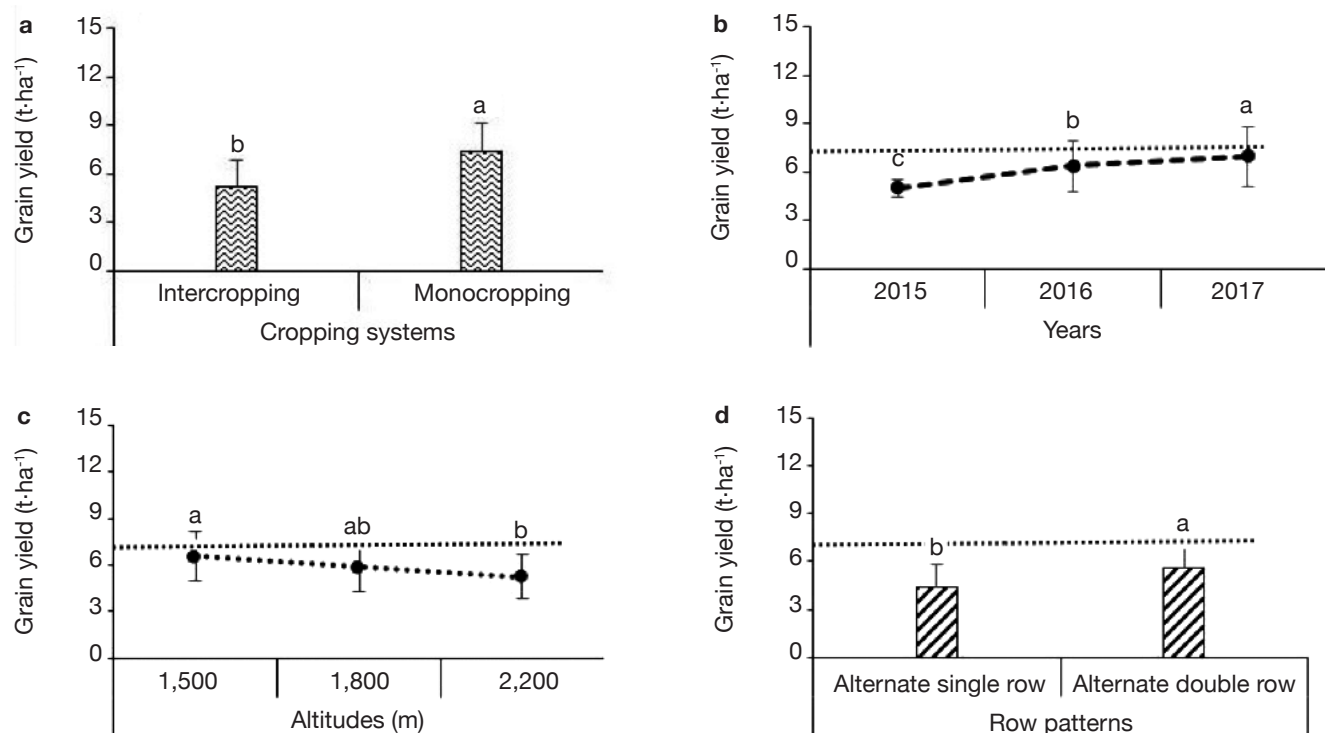 a
Grain yield (t·ha-1)
15
12
9
6
3
0
b
a
Intercropping
Monocropping
Cropping systems
b
Grain yield (t·ha-1)
15
12
9
6
3
0
c
b
a
2015
2016
2017
Years
c
Grain yield (t·ha-1)
15
12
9
6
3
0
a
ab
b
1,500
1,800
2,200
Altitudes (m)
d
Grain yield (t·ha-1)
15
12
9
6
3
0
b
a
Alternate single row
Alternate double row
Row patterns